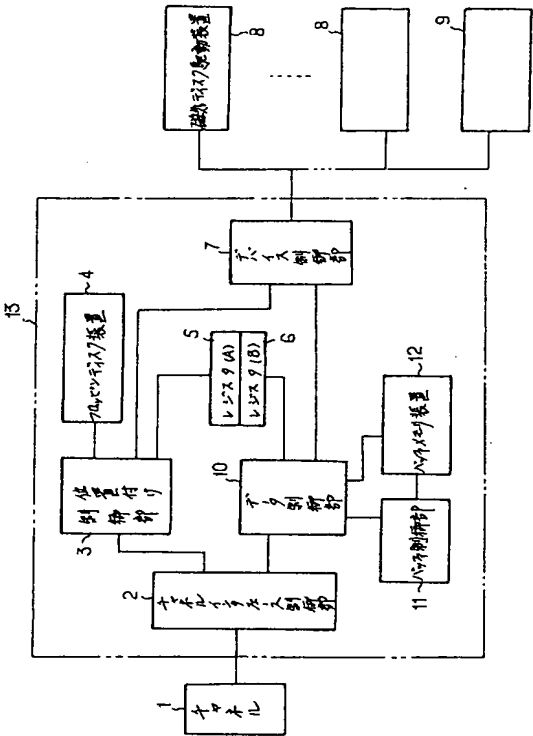 1
チャネル
2
チャネルインタフェース制御部
3
位置付け
制御部
4
フロッピィディスク装置
5
レジスタ(A)
6
レジスタ(B)
7
デバイス
制御部
8
磁気ディスク駆動装置
8
9
10
データ
制御部
11
バッファ制御部
12
バッファメモリ装置
13